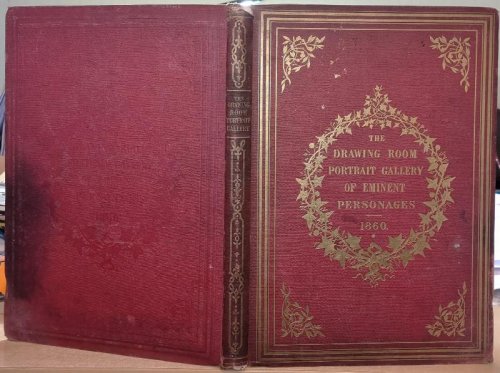 THE
DRAWING
ROOM
PORTRAIT
GALLERY
THE
DRAWING ROOM
PORTRAIT GALLERY
OF EMINENT
PERSONAGES
1860.